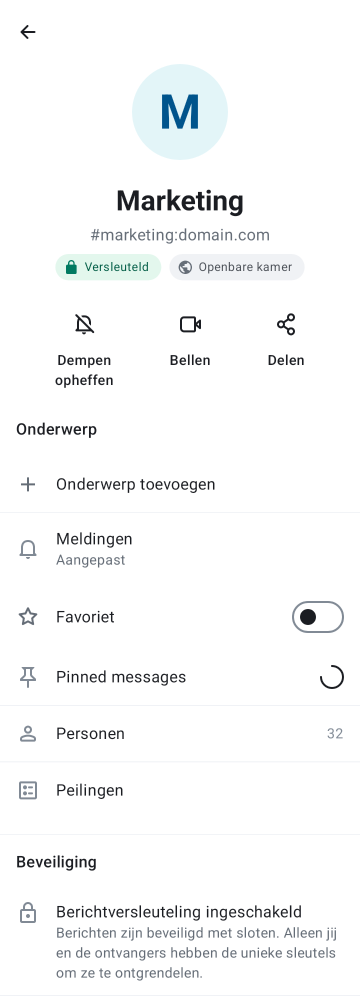 M
Marketing
#marketing:domain.com
Versleuteld
Openbare kamer
Dempen
opheffen
Bellen
Delen
Onderwerp
Onderwerp toevoegen
Meldingen
Aangepast
Favoriet
Pinned messages
Personen
32
Peilingen
Beveiliging
Berichtversleuteling ingeschakeld
Berichten zijn beveiligd met sloten. Alleen jij
en de ontvangers hebben de unieke sleutels
om ze te ontgrendelen.